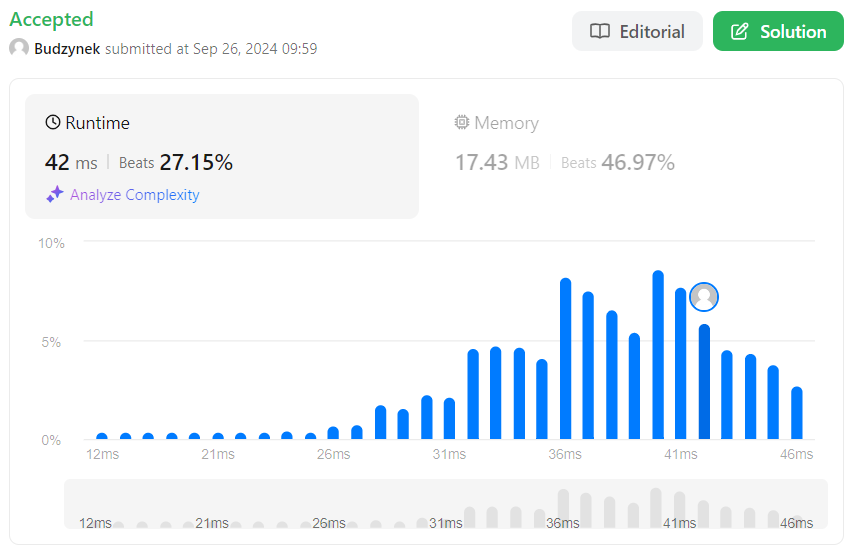 Accepted
Budzynek submitted at Sep 26, 2024 09:59
Editorial
Solution
Runtime
42 ms | Beats 27.15%
Analyze Complexity
Memory
17.43 MB | Beats 46.97%
10%
5%
0%
12ms 21ms 26ms 31ms 36ms 41ms 46ms
12ms 21ms 26ms 31ms 36ms 41ms 46ms